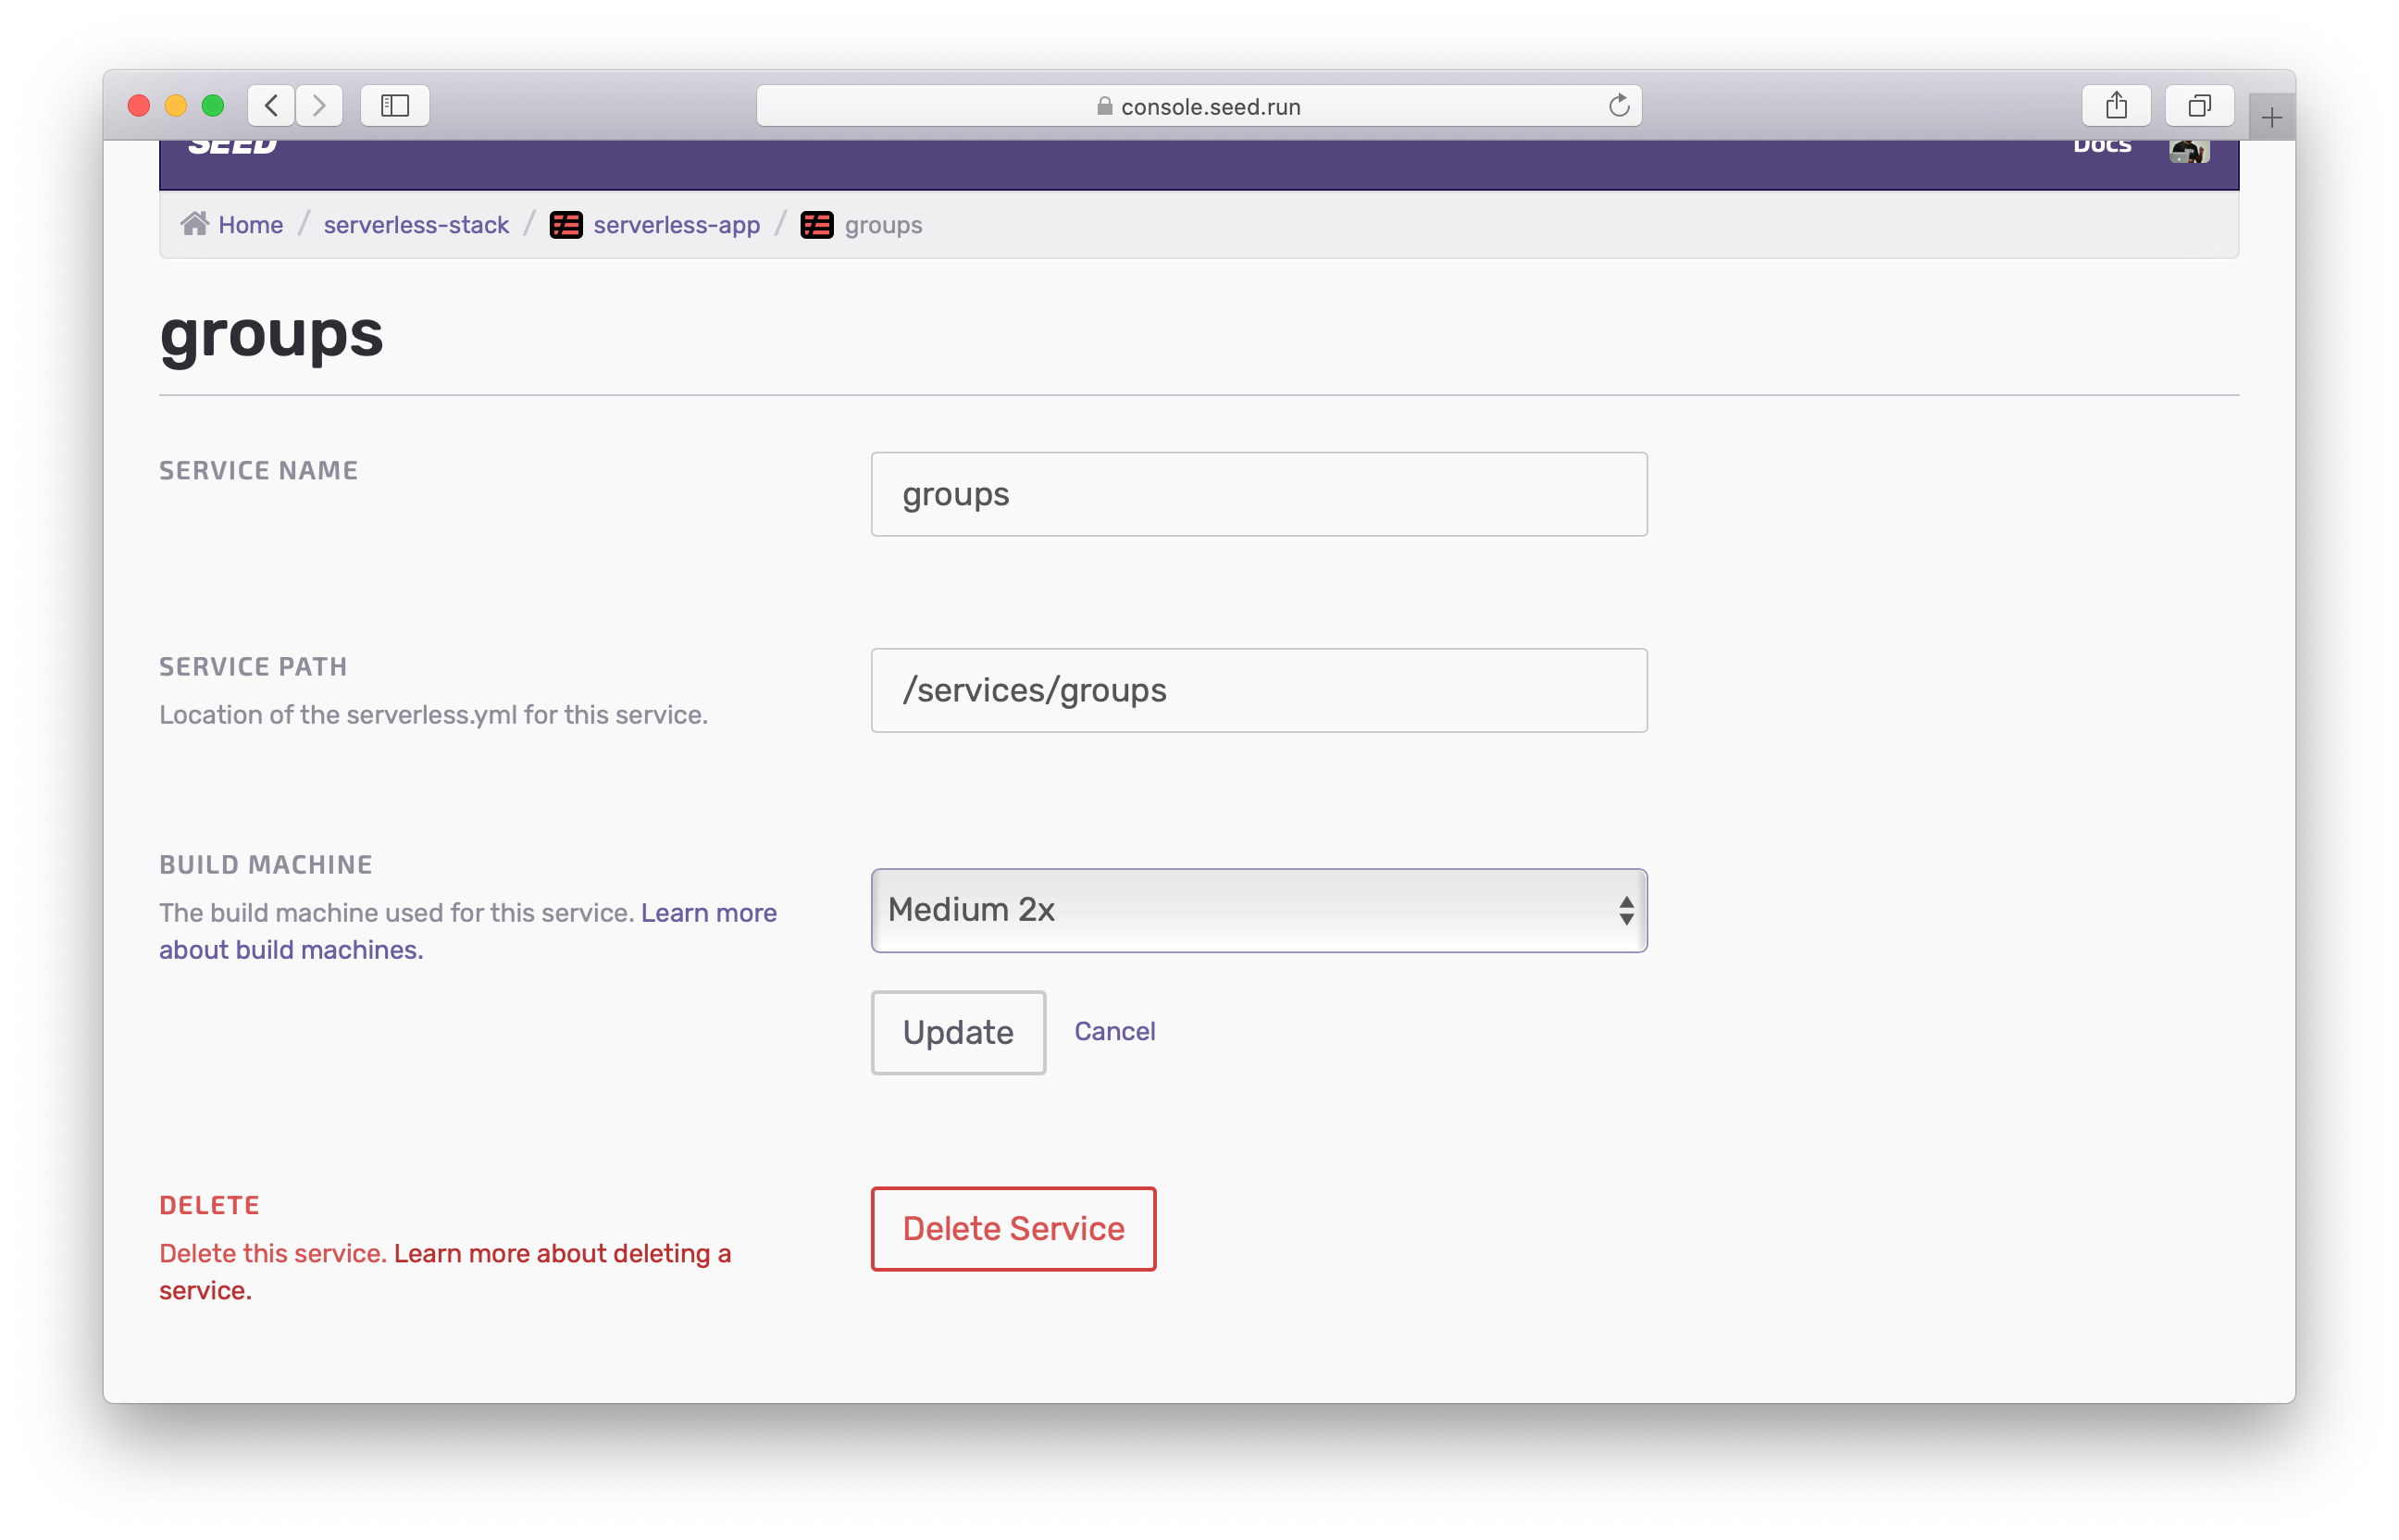 console.seed.run
SEED
Docs
Home / serverless-stack / serverless-app / groups
groups
SERVICE NAME
groups
SERVICE PATH
Location of the serverless.yml for this service.
/services/groups
BUILD MACHINE
The build machine used for this service. Learn more
about build machines.
Medium 2x
Update
Cancel
DELETE
Delete this service. Learn more about deleting a
service.
Delete Service